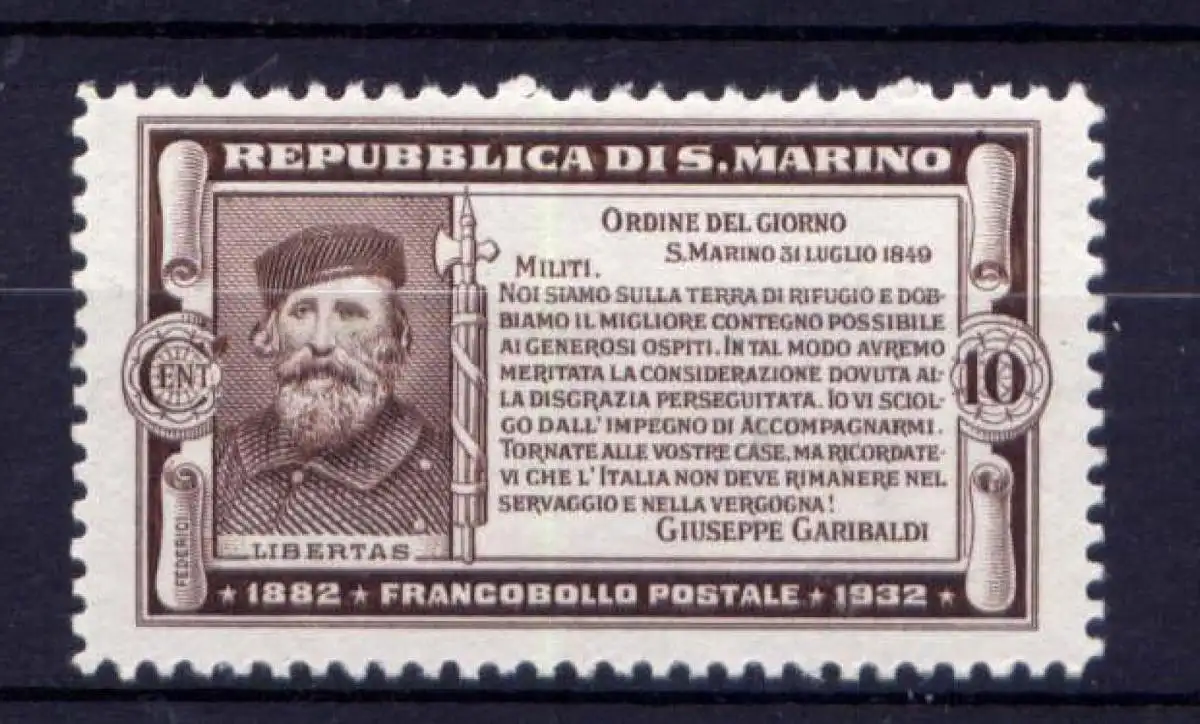 REPUBBLICA DI S. MARINO
ORDINE DEL GIORNO
S. MARINO 31 LUGLIO 1849
MILITI.
NOI SIAMO SULLA TERRA DI RIFUGIO E DOB-
BIAMO IL MIGLIORE CONTEGNO POSSIBILE
AI GENEROSI OSPITI. IN TAL MODO AVREMO
MERITATA LA CONSIDERAZIONE DOVUTA AL-
LA DISGRAZIA PERSEGUITATA. IO VI SCIOL-
GO DALL' IMPEGNO DI ACCOMPAGNARMI.
TORNATE ALLE VOSTRE CASE, MA RICORDATE-
VI CHE L' ITALIA NON DEVE RIMANERE NEL
SERVAGGIO E NELLA VERGOGNA!
GIUSEPPE GARIBALDI
CENT
10
LIBERTAS
FEDERIQ
★ 1882 ★ FRANCOBOLLO POSTALE ★ 1932 ★